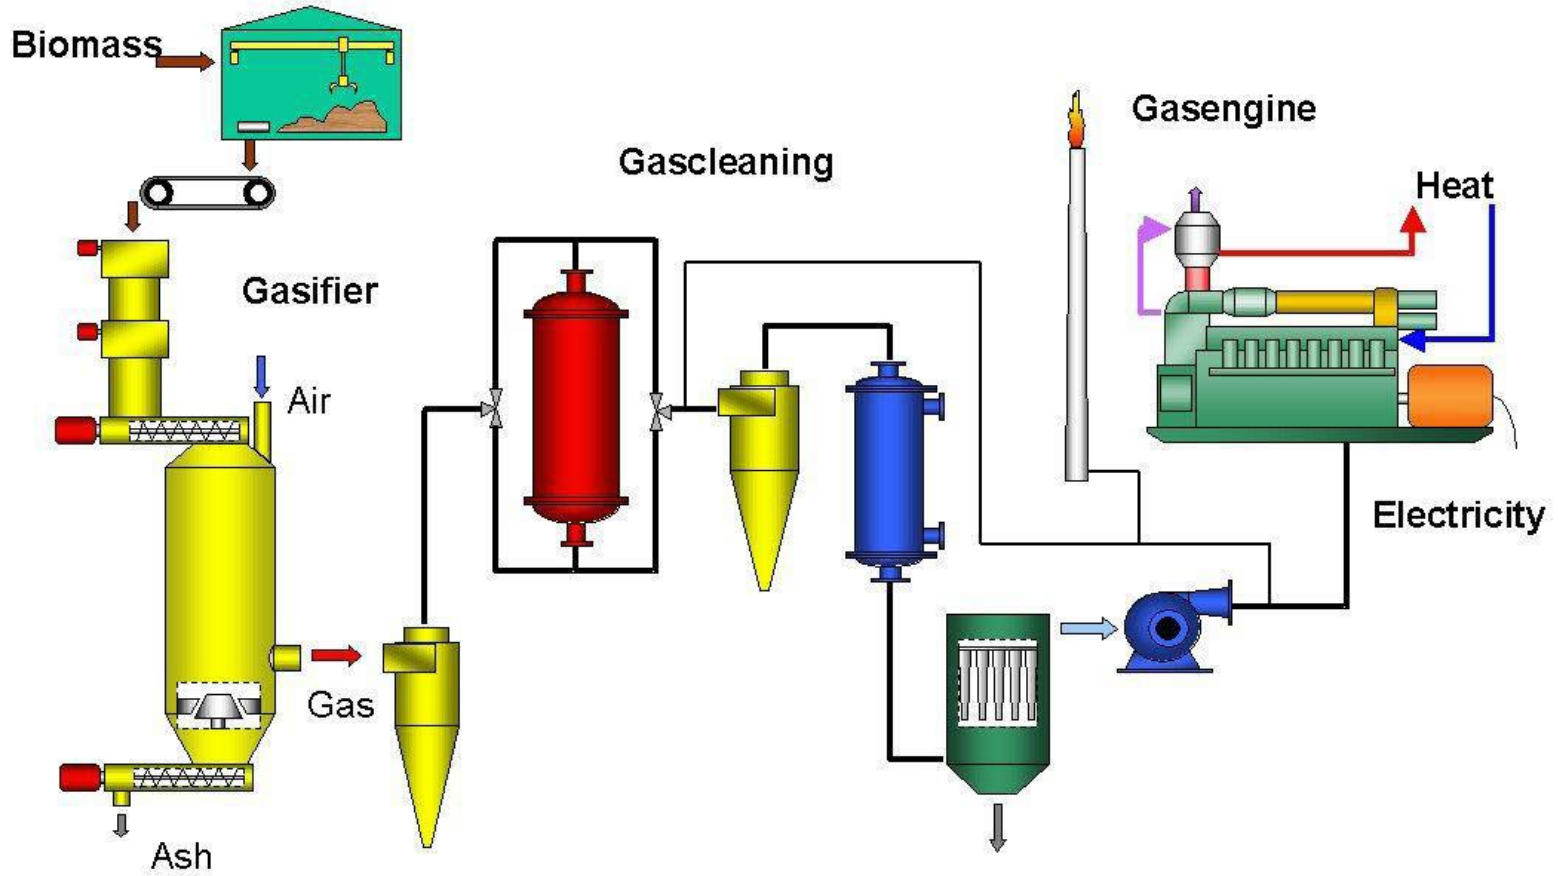 Biomass
Gascleaning
Gasengine
Heat
Gasifier
Air
Electricity
Gas
Ash